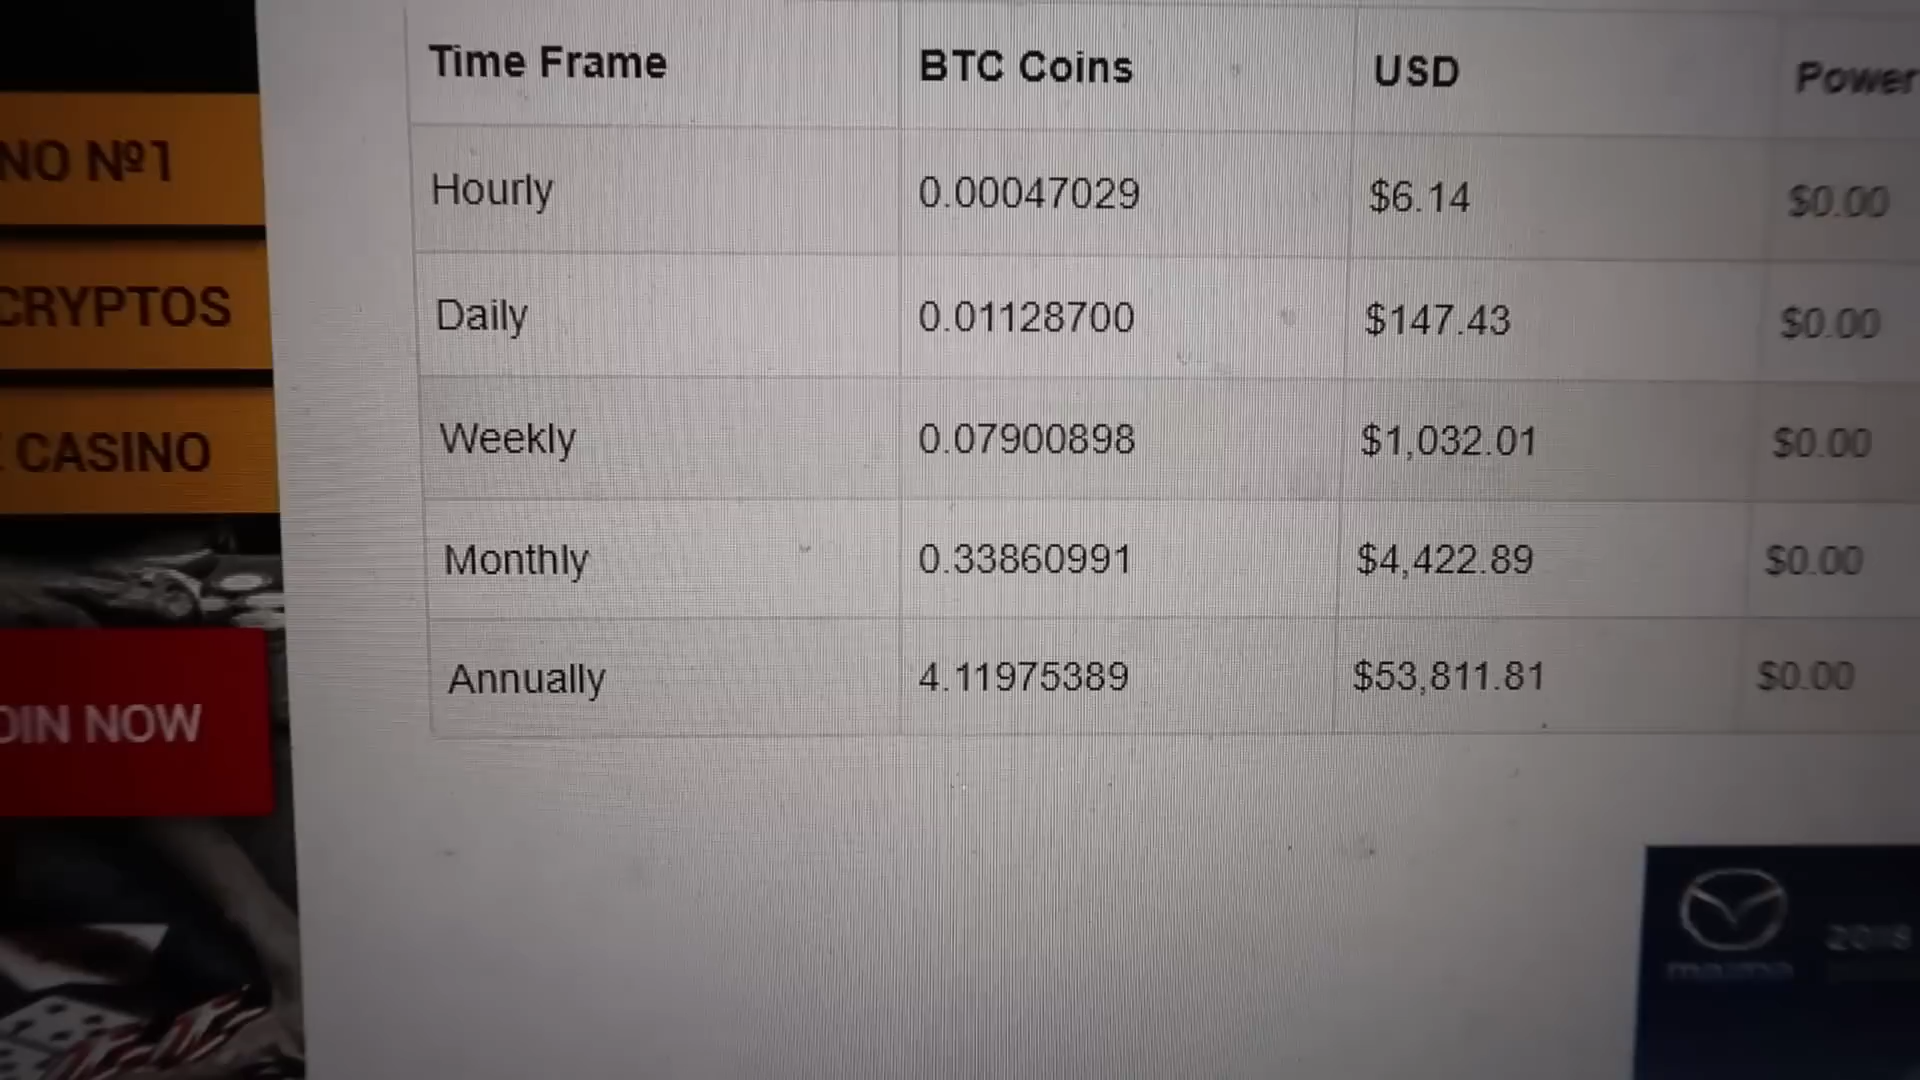 Time Frame BTC Coins USD Power
Hourly 0.00047029 $6.14 $0.00
Daily 0.01128700 $147.43 $0.00
Weekly 0.07900898 $1,032.01 $0.00
Monthly 0.33860991 $4,422.89 $0.00
Annually 4.11975389 $53,811.81 $0.00
NO Nº1
CRYPTOS
CASINO
OIN NOW
mazda